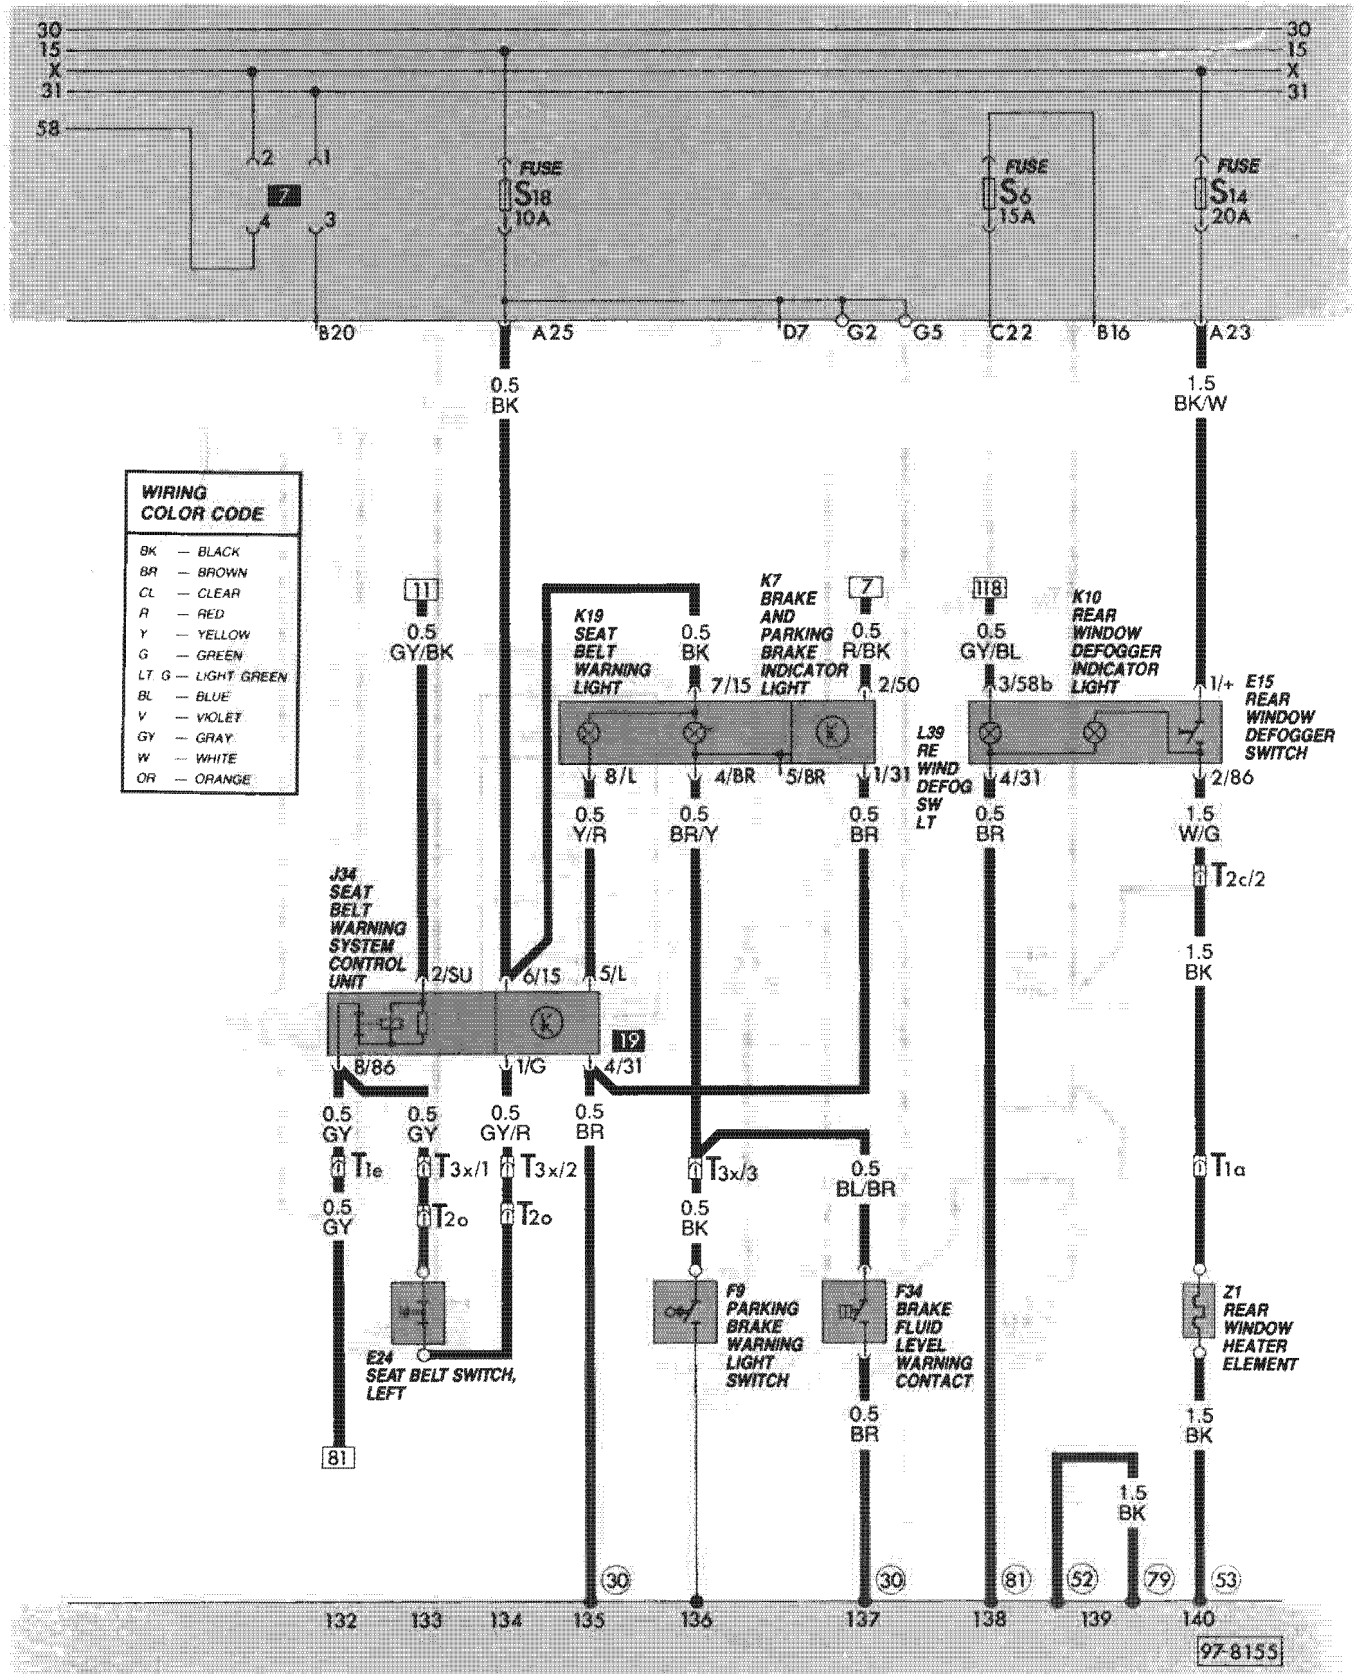 30 30
15 15
X X
31 31
58
2 1
7
4 3
FUSE
S18
10A
FUSE
S6
15A
FUSE
S14
20A
B20 A25 D7 G2 G5 C22 B16 A23
0.5
BK
1.5
BK/W
WIRING
COLOR CODE
BK — BLACK
BR — BROWN
CL — CLEAR
R — RED
Y — YELLOW
G — GREEN
LT G — LIGHT GREEN
BL — BLUE
V — VIOLET
GY — GRAY
W — WHITE
OR — ORANGE
11
0.5
GY/BK
K19
SEAT
BELT
WARNING
LIGHT
0.5
BK
7/15
K7
BRAKE
AND
PARKING
BRAKE
INDICATOR
LIGHT
7
0.5
R/BK
2/50
118
0.5
GY/BL
3/58b
K10
REAR
WINDOW
DEFOGGER
INDICATOR
LIGHT
1/+
E15
REAR
WINDOW
DEFOGGER
SWITCH
k
L39
RE
WIND
DEFOG
SW
LT
8/L 4/BR 5/BR 1/31 4/31 2/86
0.5
Y/R
0.5
BR/Y
0.5
BR
0.5
BR
1.5
W/G
T2c/2
1.5
BK
J34
SEAT
BELT
WARNING
SYSTEM
CONTROL
UNIT
2/SU 6/15 5/L
k
19
8/86 1/G 4/31
0.5
GY
0.5
GY
0.5
GY/R
0.5
BR
T1e T3x/1 T3x/2 T3x/3
0.5
BL/BR
T1a
0.5
GY
T2o T2o
0.5
BK
E24
SEAT BELT SWITCH,
LEFT
F9
PARKING
BRAKE
WARNING
LIGHT
SWITCH
F34
BRAKE
FLUID
LEVEL
WARNING
CONTACT
Z1
REAR
WINDOW
HEATER
ELEMENT
0.5
BR
1.5
BK
81
1.5
BK
30 30 81 52 79 53
132 133 134 135 136 137 138 139 140
97-8155